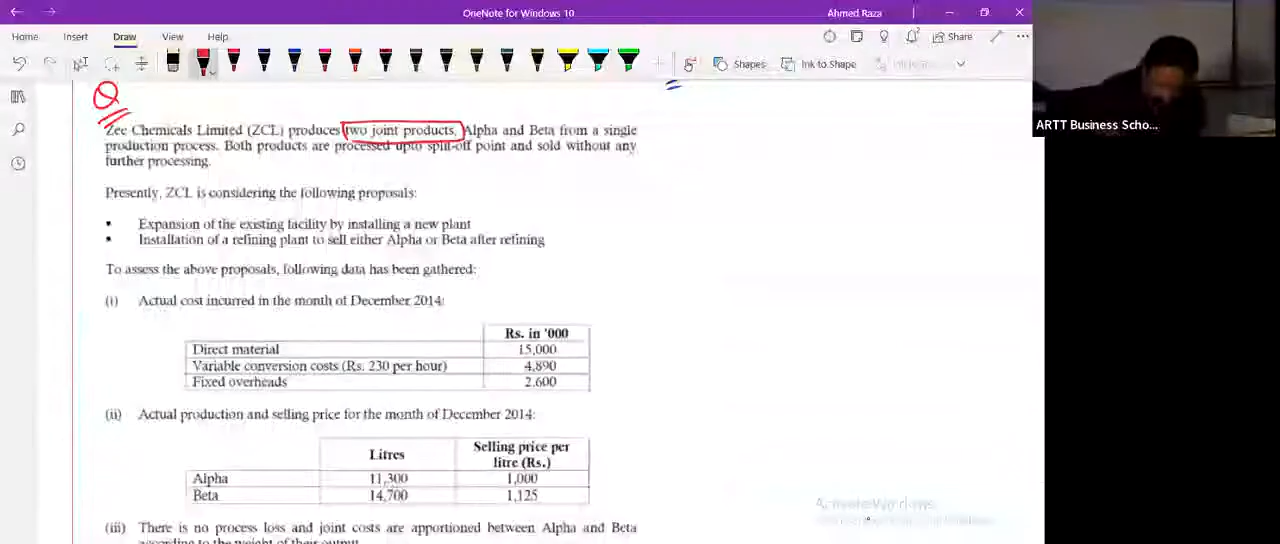 OneNote for Windows 10
Ahmed Raza
Home Insert Draw View Help
Share
Shapes
Ink to Shape
ARTT Business Scho...
Q
Zee Chemicals Limited (ZCL) produces two joint products, Alpha and Beta from a single
production process. Both products are processed upto split-off point and sold without any
further processing.
Presently, ZCL is considering the following proposals:
▪ Expansion of the existing facility by installing a new plant
▪ Installation of a refining plant to sell either Alpha or Beta after refining
To assess the above proposals, following data has been gathered:
(i) Actual cost incurred in the month of December 2014:
Rs. in '000
Direct material 15,000
Variable conversion costs (Rs. 230 per hour) 4,890
Fixed overheads 2,600
(ii) Actual production and selling price for the month of December 2014:
Litres Selling price per
litre (Rs.)
Alpha 11,300 1,000
Beta 14,700 1,125
(iii) There is no process loss and joint costs are apportioned between Alpha and Beta
according to the weight of their output